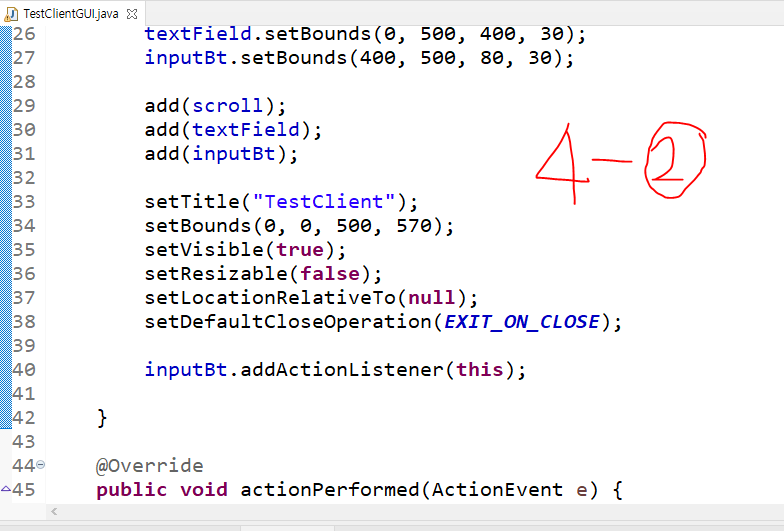 TestClientGUI.java
26 textField.setBounds(0, 500, 400, 30);
27 inputBt.setBounds(400, 500, 80, 30);
28
29 add(scroll);
30 add(textField);
31 add(inputBt);
32
33 setTitle("TestClient");
34 setBounds(0, 0, 500, 570);
35 setVisible(true);
36 setResizable(false);
37 setLocationRelativeTo(null);
38 setDefaultCloseOperation(EXIT_ON_CLOSE);
39
40 inputBt.addActionListener(this);
41
42 }
43
44 @Override
45 public void actionPerformed(ActionEvent e) {
4-2